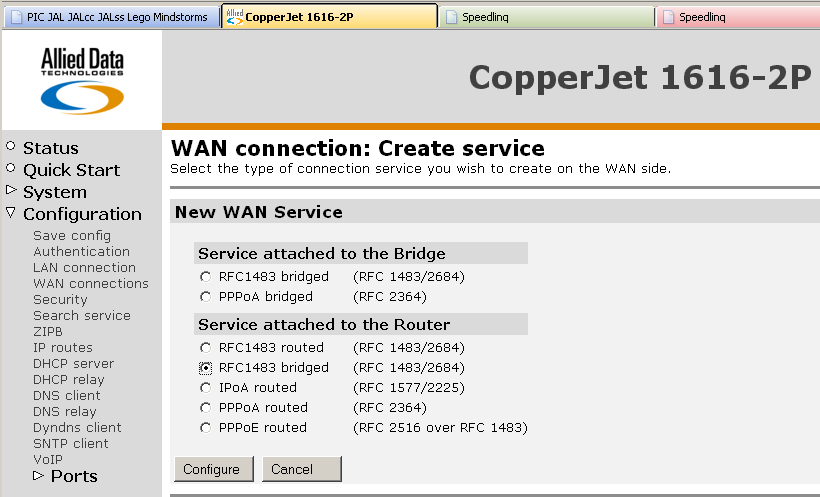 PIC JAL JALcc JALss Lego Mindstorms
Allied Data CopperJet 1616-2P
Speedlinq
Speedlinq
Allied Data
TECHNOLOGIES
CopperJet 1616-2P
Status
Quick Start
System
Configuration
Save config
Authentication
LAN connection
WAN connections
Security
Search service
ZIPB
IP routes
DHCP server
DHCP relay
DNS client
DNS relay
Dyndns client
SNTP client
VoIP
Ports
WAN connection: Create service
Select the type of connection service you wish to create on the WAN side.
New WAN Service
Service attached to the Bridge
RFC1483 bridged (RFC 1483/2684)
PPPoA bridged (RFC 2364)
Service attached to the Router
RFC1483 routed (RFC 1483/2684)
RFC1483 bridged (RFC 1483/2684)
IPoA routed (RFC 1577/2225)
PPPoA routed (RFC 2364)
PPPoE routed (RFC 2516 over RFC 1483)
Configure Cancel